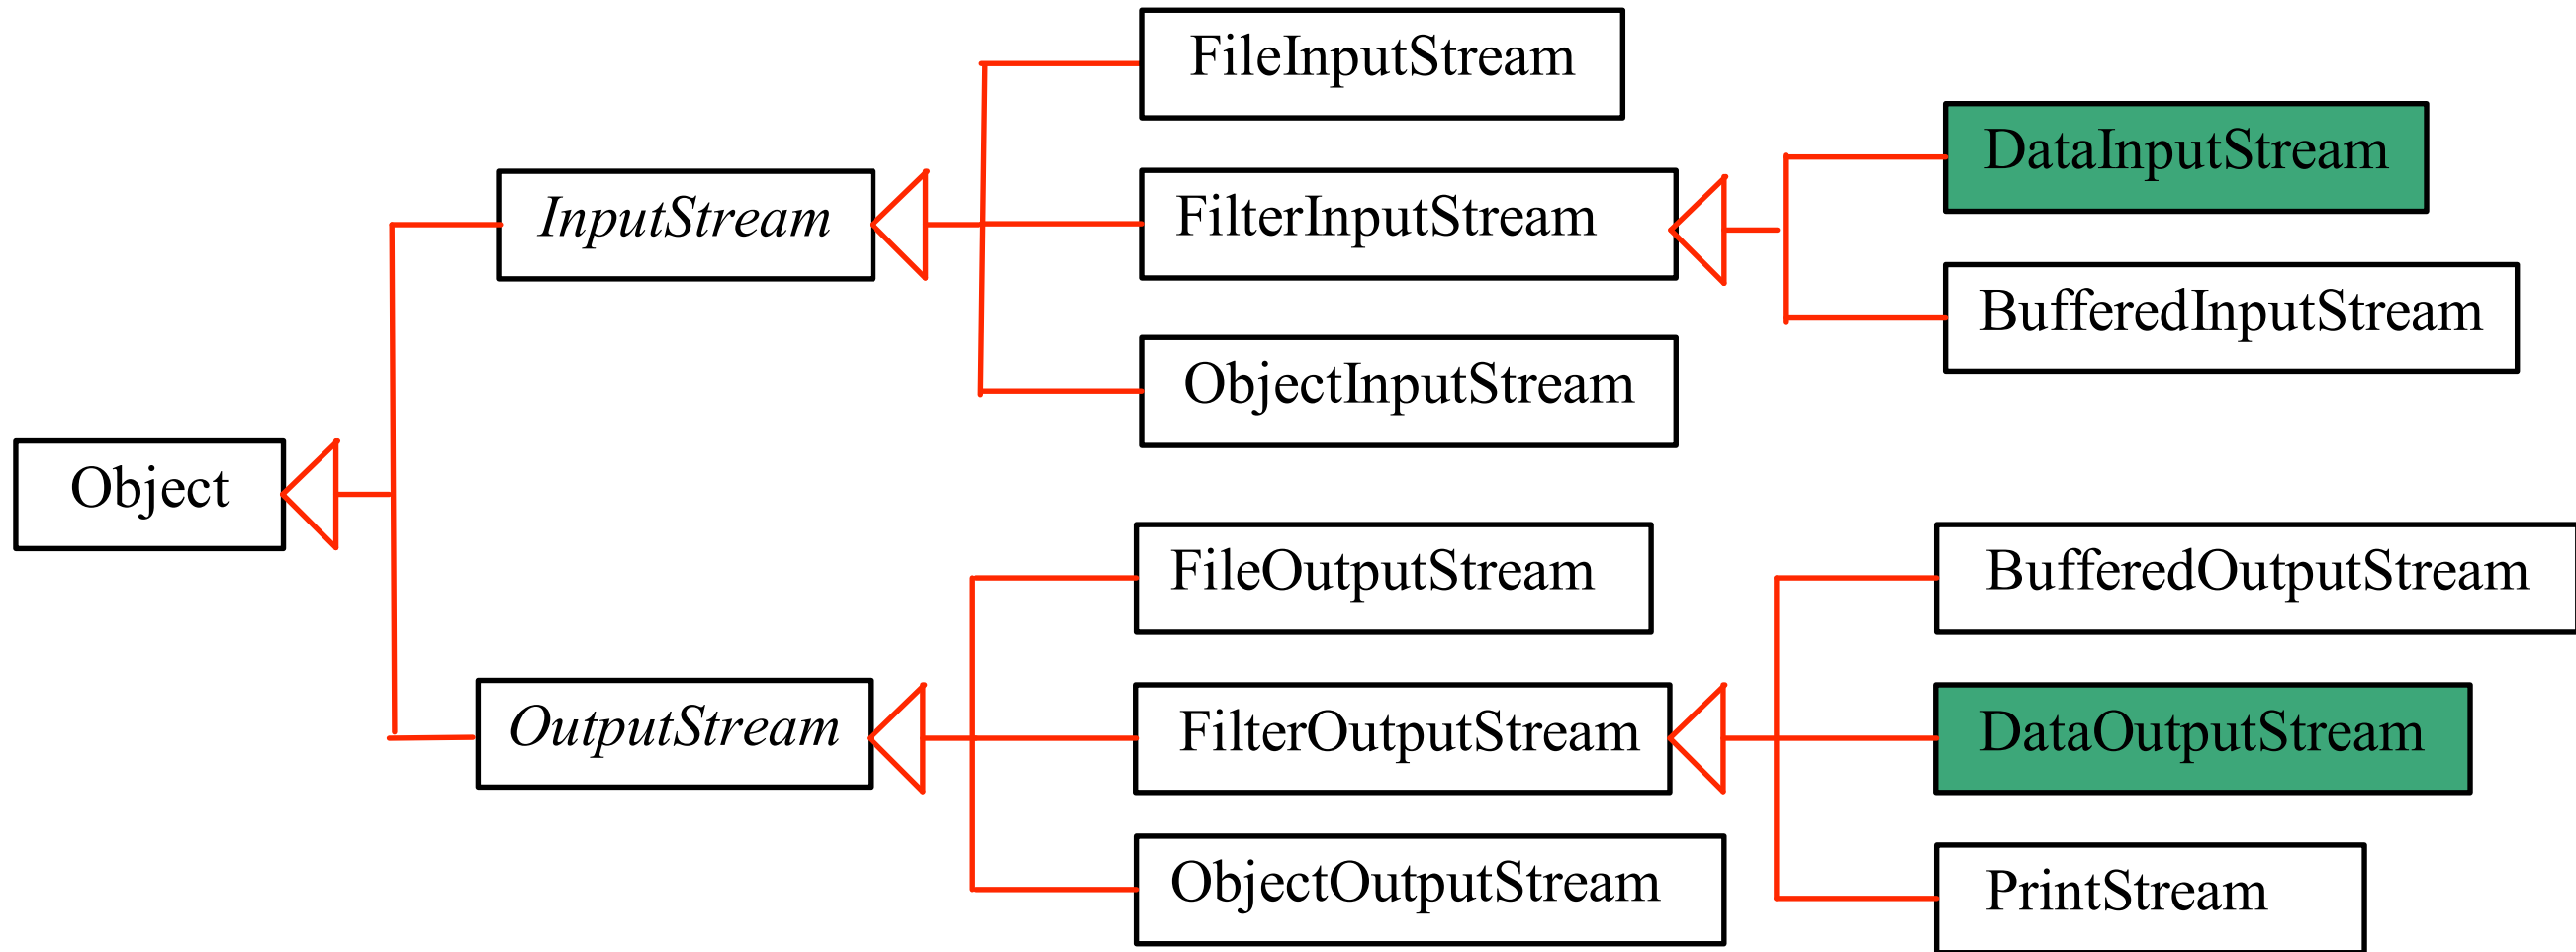 FileInputStream
DataInputStream
InputStream
FilterInputStream
BufferedInputStream
ObjectInputStream
Object
FileOutputStream
BufferedOutputStream
OutputStream
FilterOutputStream
DataOutputStream
ObjectOutputStream
PrintStream